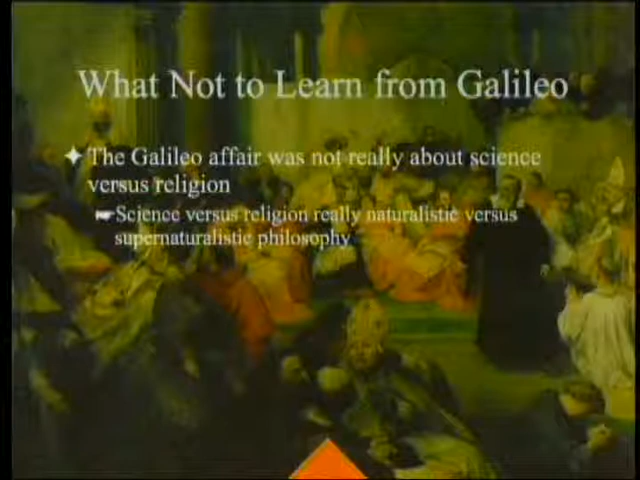 What Not to Learn from Galileo
The Galileo affair was not really about science
versus religion
Science versus religion really naturalistic versus
supernaturalistic philosophy